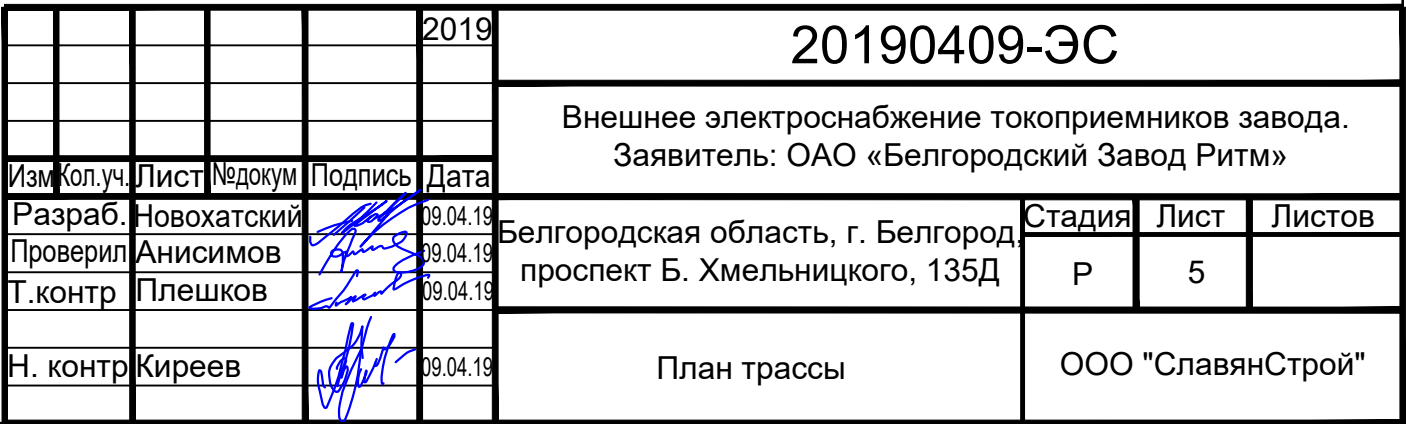 2019
20190409-ЭС
Внешнее электроснабжение токоприемников завода.
Заявитель: ОАО «Белгородский Завод Ритм»
Изм Кол.уч. Лист №докум Подпись Дата
Разраб. Новохатский 09.04.19
Проверил Анисимов 09.04.19
Т.контр Плешков 09.04.19
Н. контр Киреев 09.04.19
Белгородская область, г. Белгород,
проспект Б. Хмельницкого, 135Д
Стадия Лист Листов
Р 5
План трассы
ООО "СлавянСтрой"